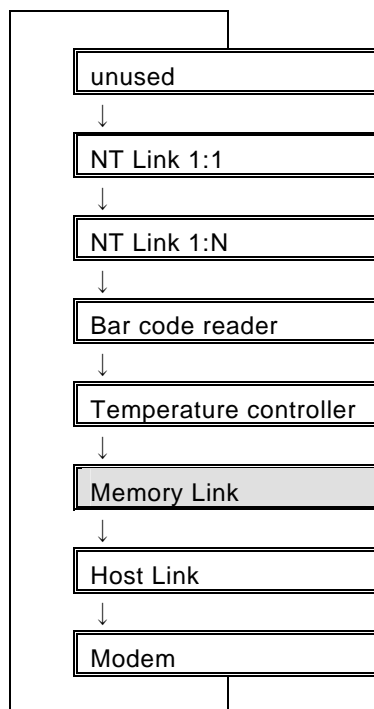 unused
↓
NT Link 1:1
↓
NT Link 1:N
↓
Bar code reader
↓
Temperature controller
↓
Memory Link
↓
Host Link
↓
Modem